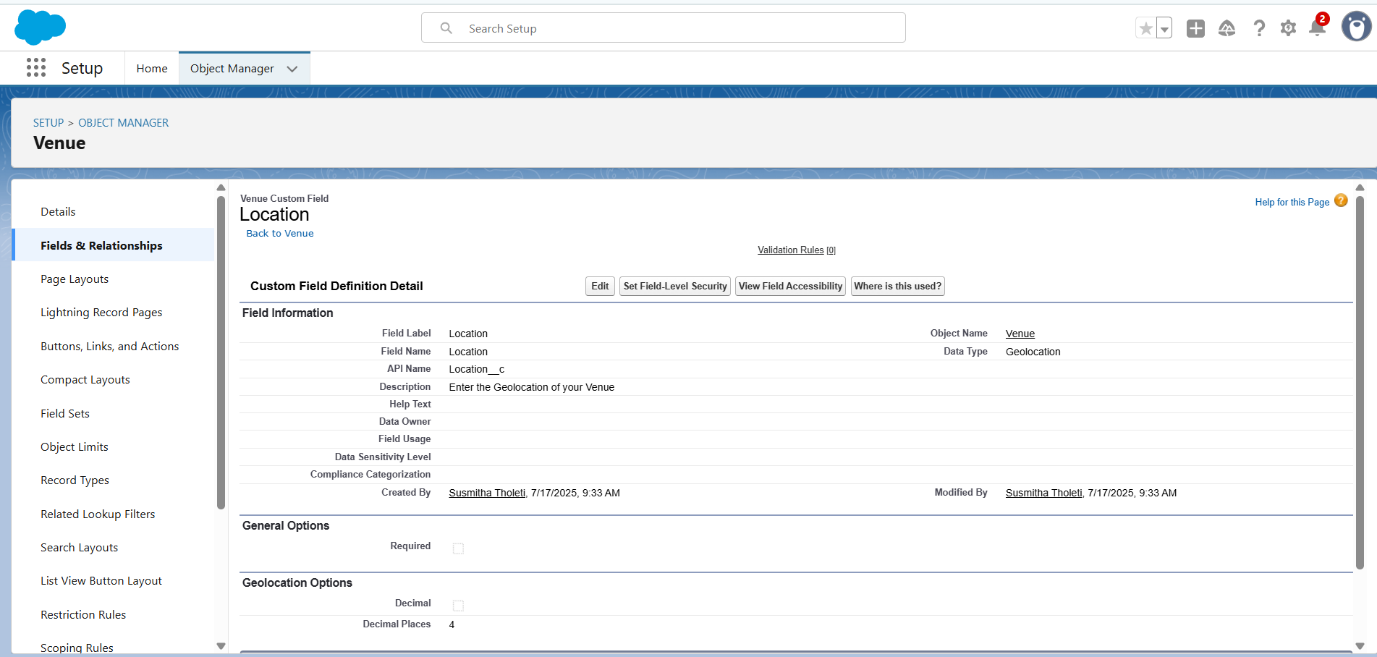 Search Setup
2
Setup
Home
Object Manager
SETUP > OBJECT MANAGER
Venue
Details
Fields & Relationships
Page Layouts
Lightning Record Pages
Buttons, Links, and Actions
Compact Layouts
Field Sets
Object Limits
Record Types
Related Lookup Filters
Search Layouts
List View Button Layout
Restriction Rules
Scoping Rules
Venue Custom Field
Location
Back to Venue
Help for this Page ?
Validation Rules [0]
Custom Field Definition Detail
Edit Set Field-Level Security View Field Accessibility Where is this used?
Field Information
Field Label Location Object Name Venue
Field Name Location Data Type Geolocation
API Name Location__c
Description Enter the Geolocation of your Venue
Help Text
Data Owner
Field Usage
Data Sensitivity Level
Compliance Categorization
Created By Susmitha Tholeti, 7/17/2025, 9:33 AM Modified By Susmitha Tholeti, 7/17/2025, 9:33 AM
General Options
Required
Geolocation Options
Decimal
Decimal Places 4